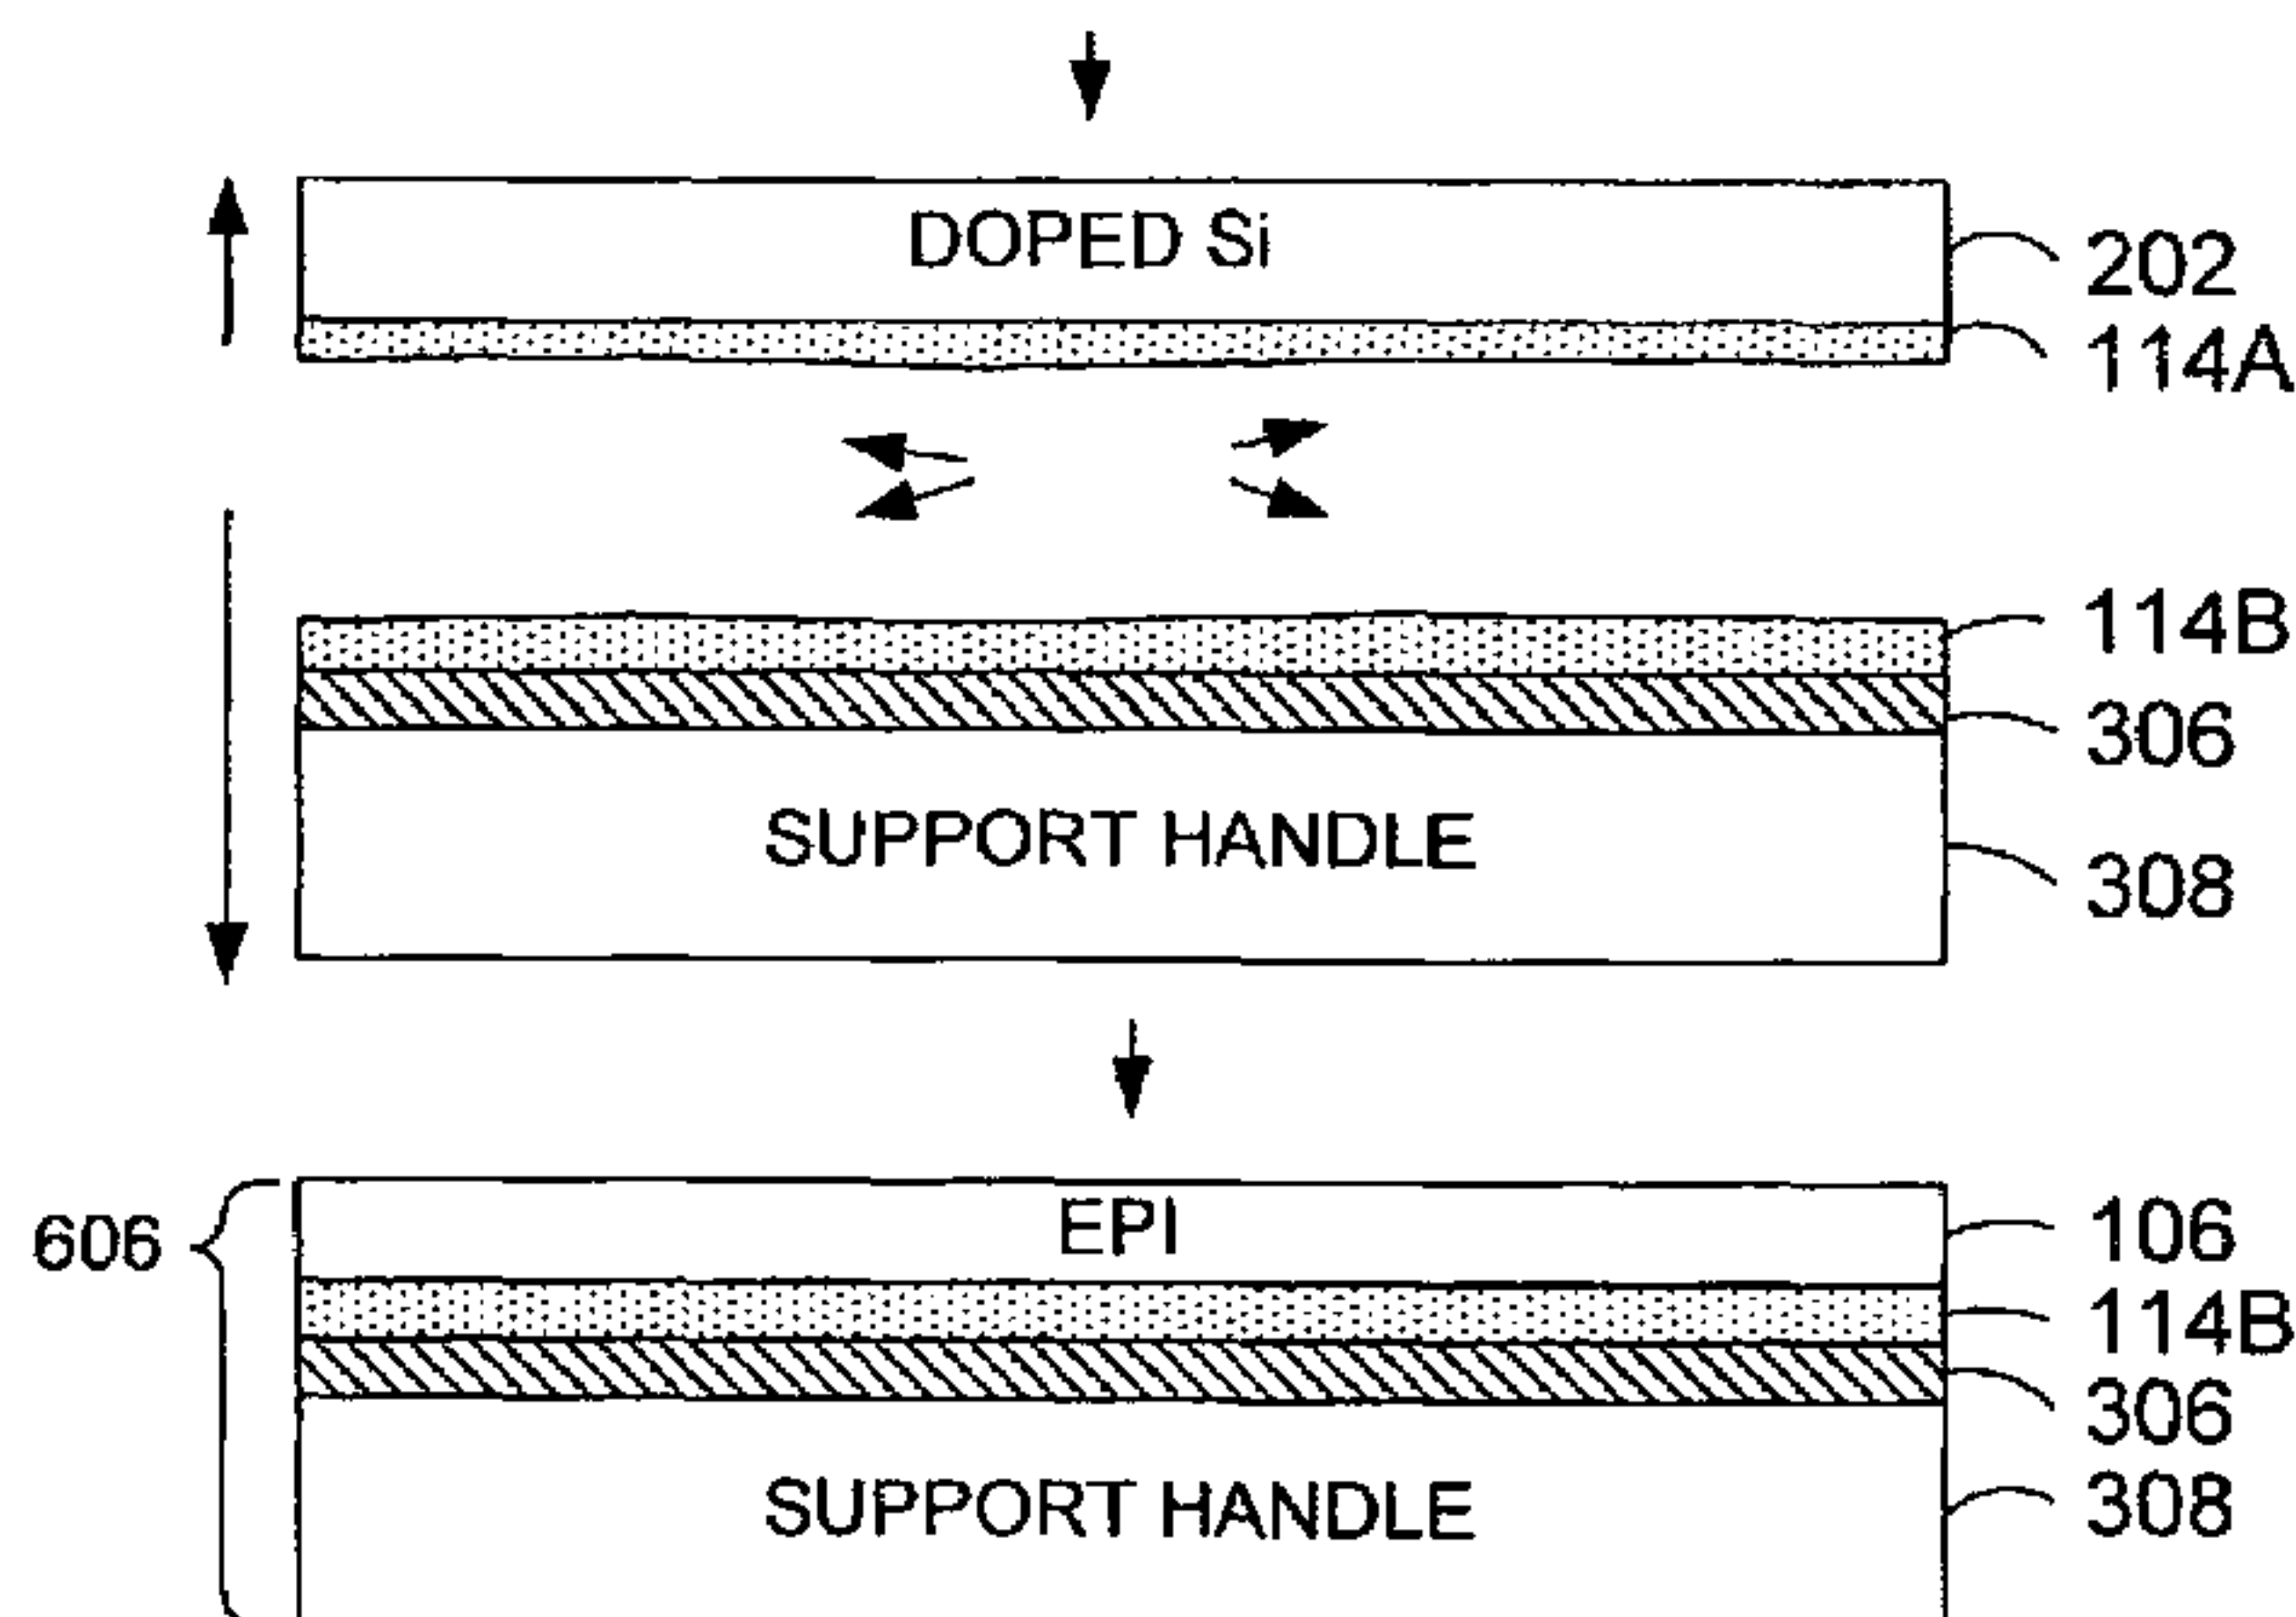 DOPED Si
202
114A
114B
306
SUPPORT HANDLE
308
606
EPI
106
114B
306
SUPPORT HANDLE
308